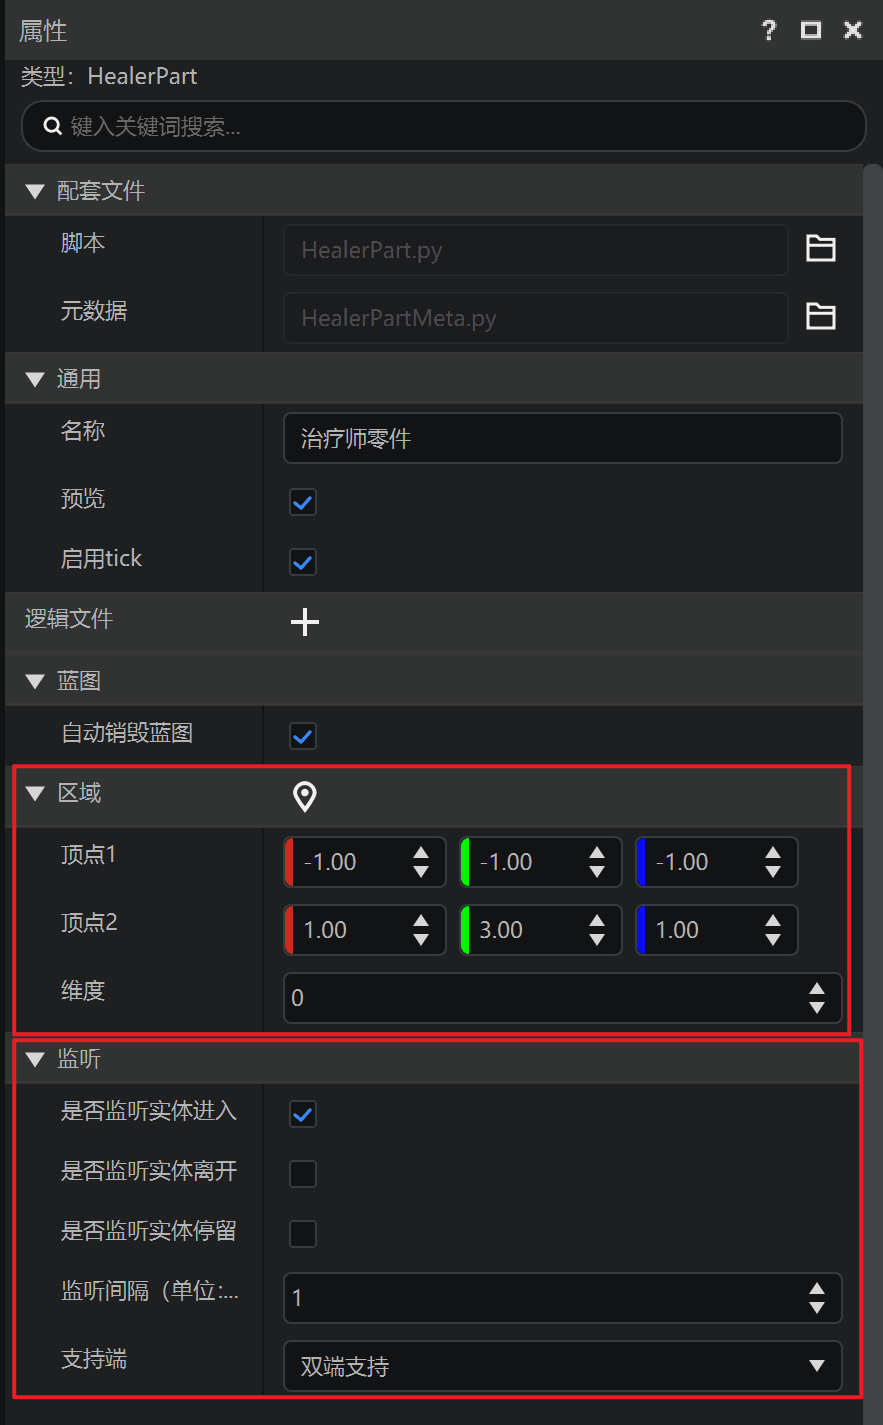 属性
类型：HealerPart
键入关键词搜索...
配套文件
脚本 HealerPart.py
元数据 HealerPartMeta.py
通用
名称 治疗师零件
预览
启用tick
逻辑文件
蓝图
自动销毁蓝图
区域
顶点1 -1.00 -1.00 -1.00
顶点2 1.00 3.00 1.00
维度 0
监听
是否监听实体进入
是否监听实体离开
是否监听实体停留
监听间隔（单位:... 1
支持端 双端支持